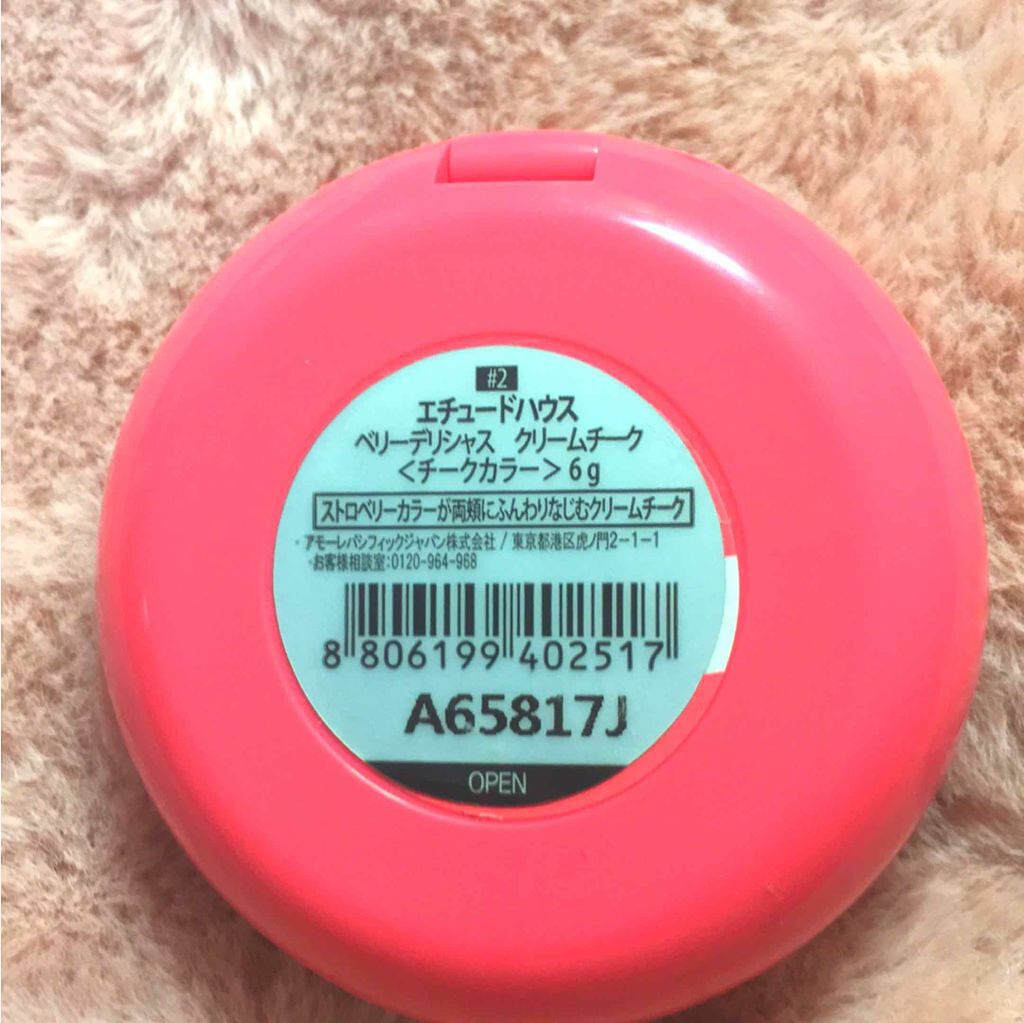 #2
エチュードハウス
ベリーデリシャス クリームチーク
<チークカラー> 6g
ストロベリーカラーが両頬にふんわりなじむクリームチーク
・アモーレパシフィックジャパン株式会社 / 東京都港区虎ノ門2-1-1
・お客様相談室:0120-964-968
8 806199 402517
A65817J
OPEN